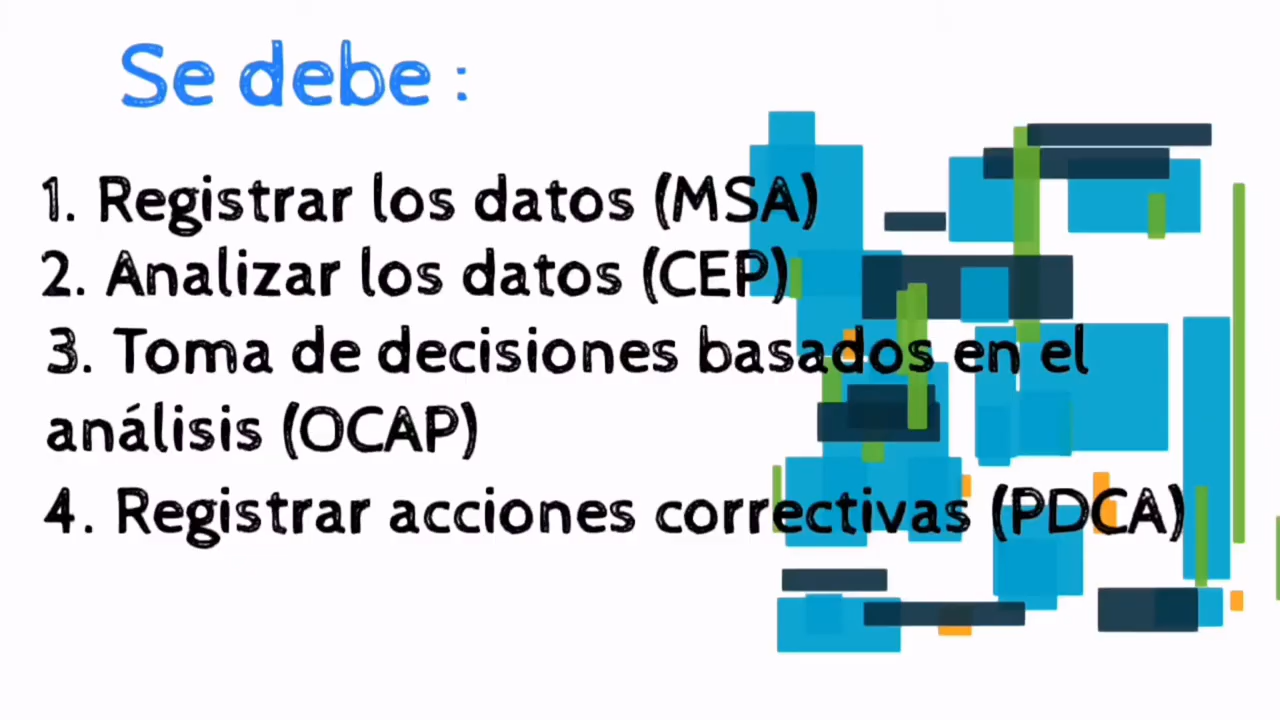 Se debe :
1. Registrar los datos (MSA)
2. Analizar los datos (CEP)
3. Toma de decisiones basados en el
análisis (OCAP)
4. Registrar acciones correctivas (PDCA)